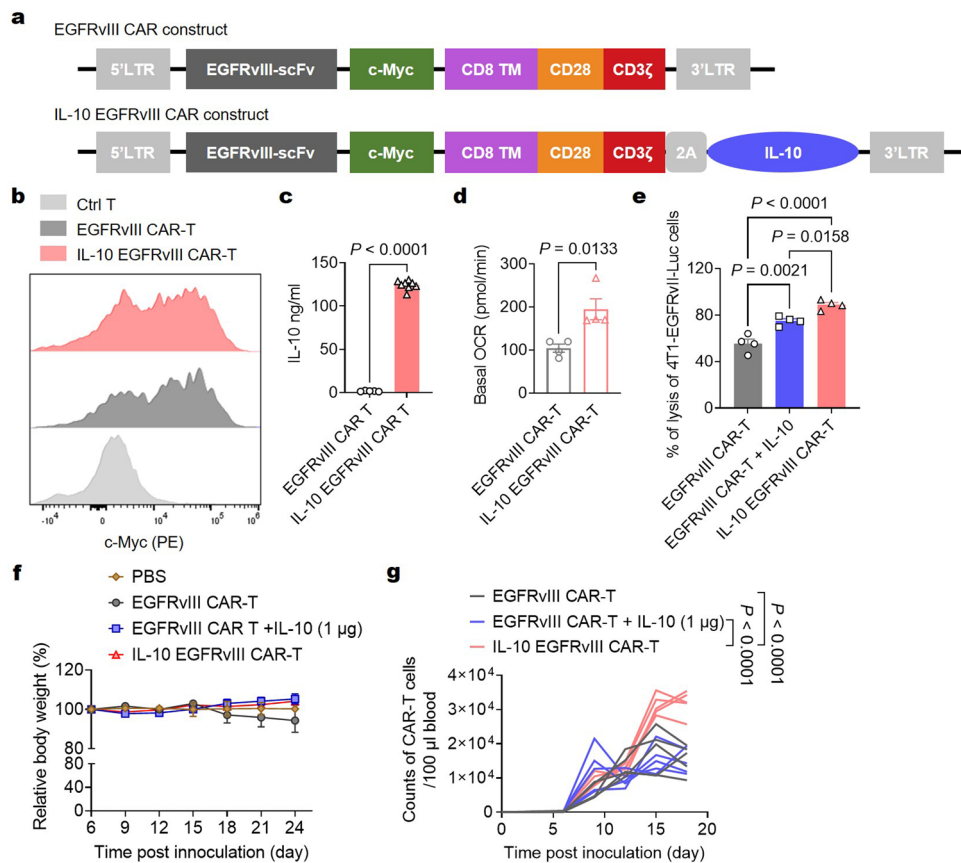 a
EGFRvIII CAR construct
5'LTR EGFRvIII-scFv c-Myc CD8 TM CD28 CD3ζ 3'LTR
IL-10 EGFRvIII CAR construct
5'LTR EGFRvIII-scFv c-Myc CD8 TM CD28 CD3ζ 2A IL-10 3'LTR
b
Ctrl T
EGFRvIII CAR-T
IL-10 EGFRvIII CAR-T
-10⁴ 0 10⁴ 10⁵ 10⁶
c-Myc (PE)
c
P < 0.0001
IL-10 ng/ml
150
100
50
0
EGFRvIII CAR T
IL-10 EGFRvIII CAR T
d
P = 0.0133
Basal OCR (pmol/min)
300
200
100
0
EGFRvIII CAR-T
IL-10 EGFRvIII CAR-T
e
P < 0.0001
P = 0.0158
P = 0.0021
% of lysis of 4T1-EGFRvII-Luc cells
120
80
40
0
EGFRvIII CAR-T
EGFRvIII CAR-T + IL-10
IL-10 EGFRvIII CAR-T
f
PBS
EGFRvIII CAR-T
EGFRvIII CAR T +IL-10 (1 µg)
IL-10 EGFRvIII CAR-T
Relative body weight (%)
120
100
80
40
0
6 9 12 15 18 21 24
Time post innoculation (day)
g
EGFRvIII CAR-T
EGFRvIII CAR-T + IL-10 (1 µg)
IL-10 EGFRvIII CAR-T
P < 0.0001
P < 0.0001
Counts of CAR-T cells
/100 µl blood
4×10⁴
3×10⁴
2×10⁴
1×10⁴
0
0 5 10 15 20
Time post inoculation (day)